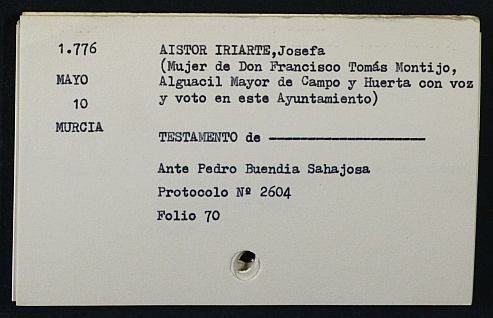 1.776
MAYO
10
MURCIA
AISTOR IRIARTE,Josefa
(Mujer de Don Francisco Tomás Montijo,
Alguacil Mayor de Campo y Huerta con voz
y voto en este Ayuntamiento)
TESTAMENTO de
Ante Pedro Buendia Sahajosa
Protocolo Nº 2604
Folio 70